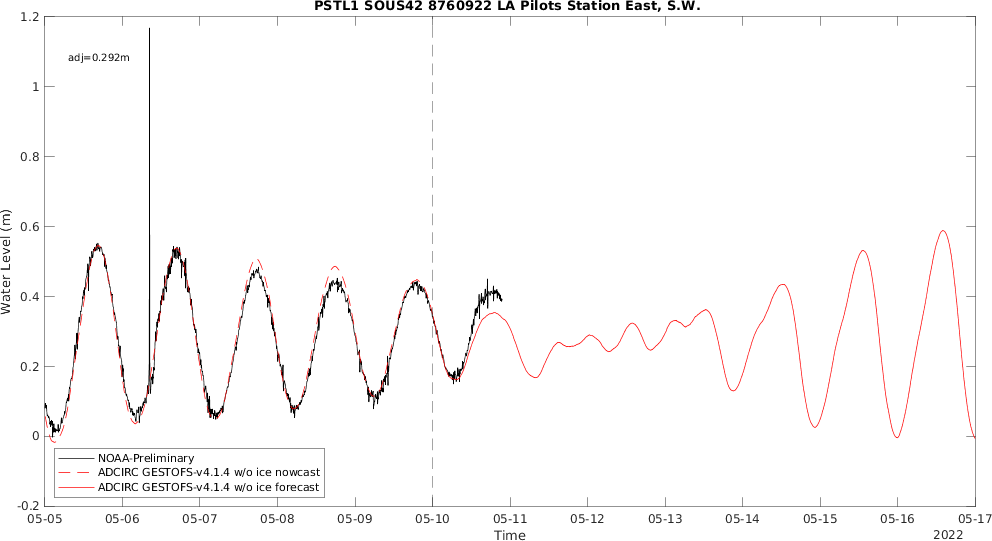 PSTL1 SOUS42 8760922 LA Pilots Station East, S.W.
1.2
adj=0.292m
1
0.8
0.6
0.4
0.2
0
-0.2
Water Level (m)
NOAA-Preliminary
ADCIRC GESTOFS-v4.1.4 w/o ice nowcast
ADCIRC GESTOFS-v4.1.4 w/o ice forecast
05-05 05-06 05-07 05-08 05-09 05-10 05-11 05-12 05-13 05-14 05-15 05-16 05-17
Time
2022